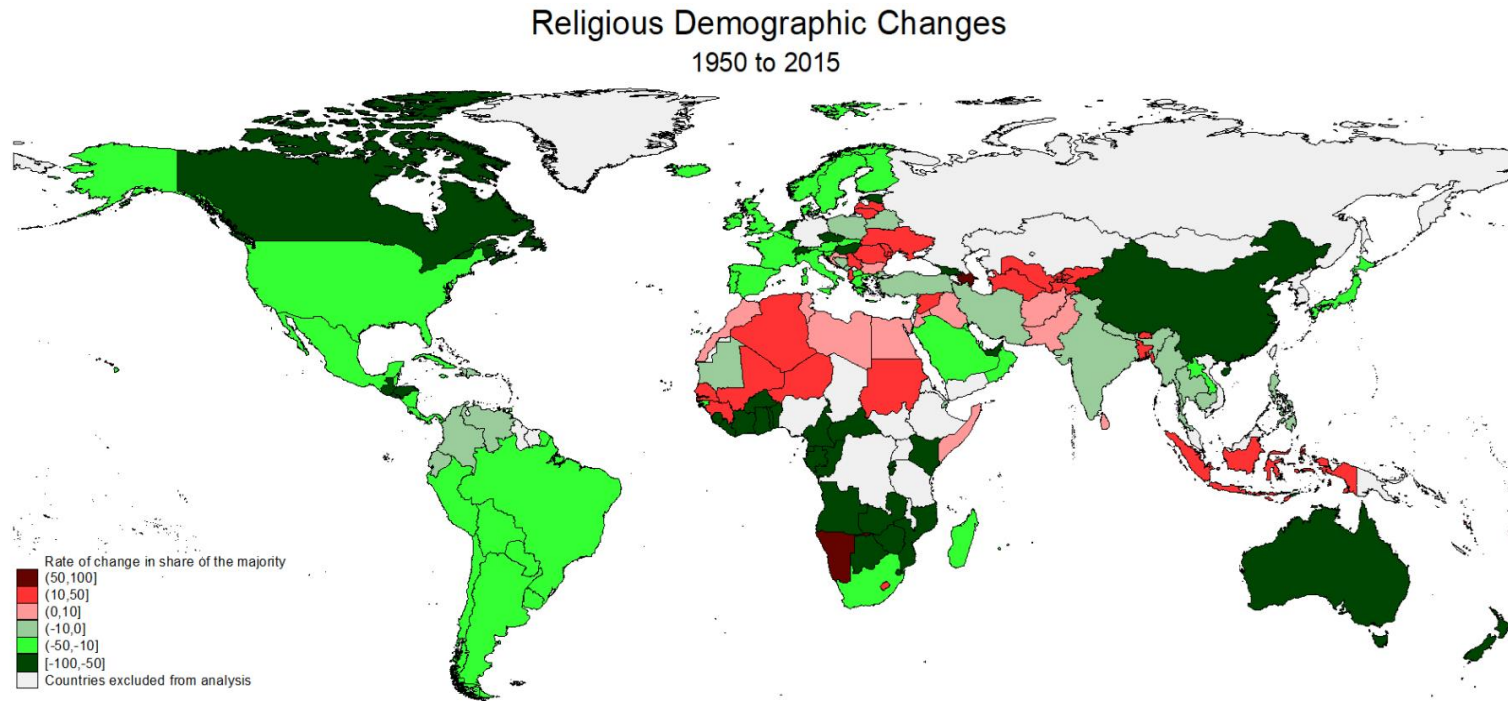 Religious Demographic Changes
1950 to 2015
Rate of change in share of the majority
(50,100]
(10,50]
(0,10]
(-10,0]
(-50,-10]
[-100,-50]
Countries excluded from analysis